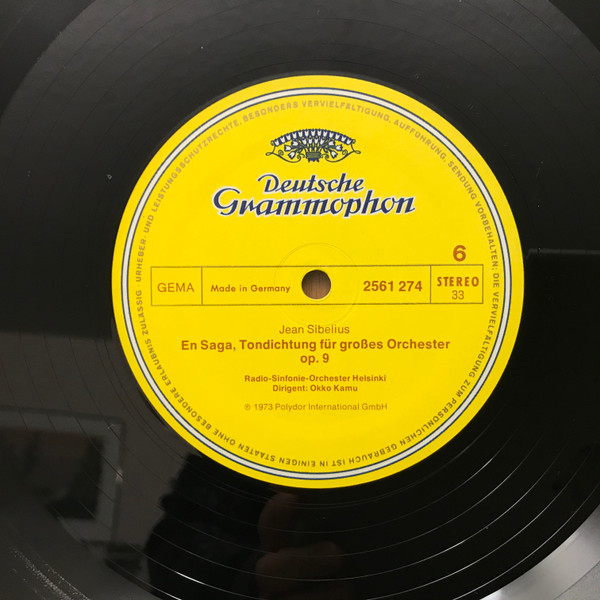 URHEBER- UND LEISTUNGSSCHUTZRECHTE, BESONDERS VERVIELFÄLTIGUNG, AUFFÜHRUNG, SENDUNG VORBEHALTEN; DIE VERVIELFÄLTIGUNG ZUM PERSÖNLICHEN GEBRAUCH IST IN EINIGEN STAATEN OHNE BESONDERE ERLAUBNIS ZULÄSSIG
Deutsche
Grammophon
6
GEMA
Made in Germany
2561 274
STEREO
33
Jean Sibelius
En Saga, Tondichtung für großes Orchester
op. 9
Radio-Sinfonie-Orchester Helsinki
Dirigent: Okko Kamu
℗ 1973 Polydor International GmbH